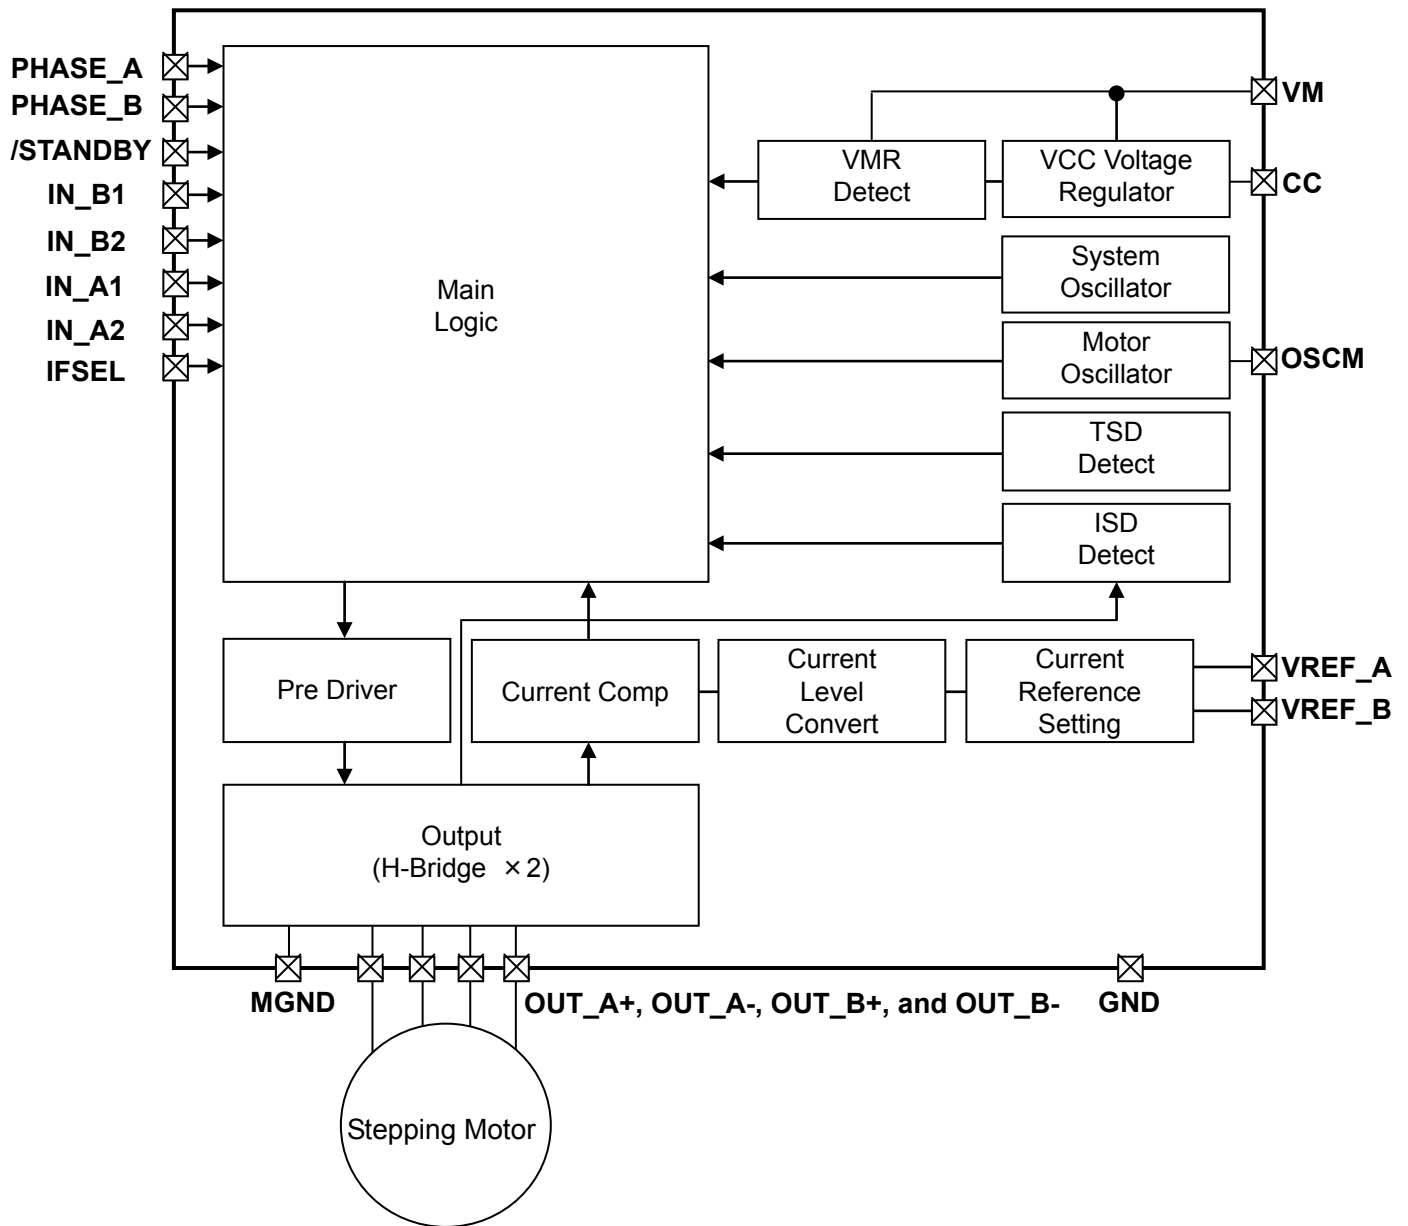 PHASE_A
PHASE_B
/STANDBY
IN_B1
IN_B2
IN_A1
IN_A2
IFSEL
Main
Logic
VMR
Detect
VCC Voltage
Regulator
System
Oscillator
Motor
Oscillator
TSD
Detect
ISD
Detect
VM
CC
OSCM
Pre Driver
Current Comp
Current
Level
Convert
Current
Reference
Setting
VREF_A
VREF_B
Output
(H-Bridge ×2)
MGND
OUT_A+, OUT_A-, OUT_B+, and OUT_B-
GND
Stepping Motor